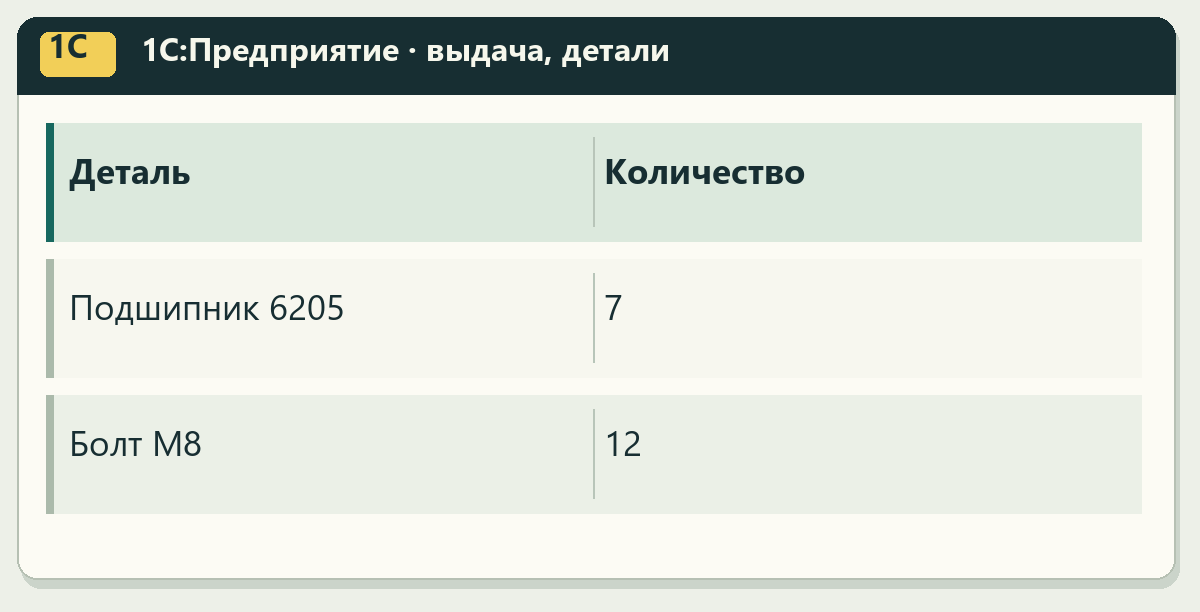 1С
1С:Предприятие · выдача, детали
Деталь Количество
Подшипник 6205 7
Болт М8 12